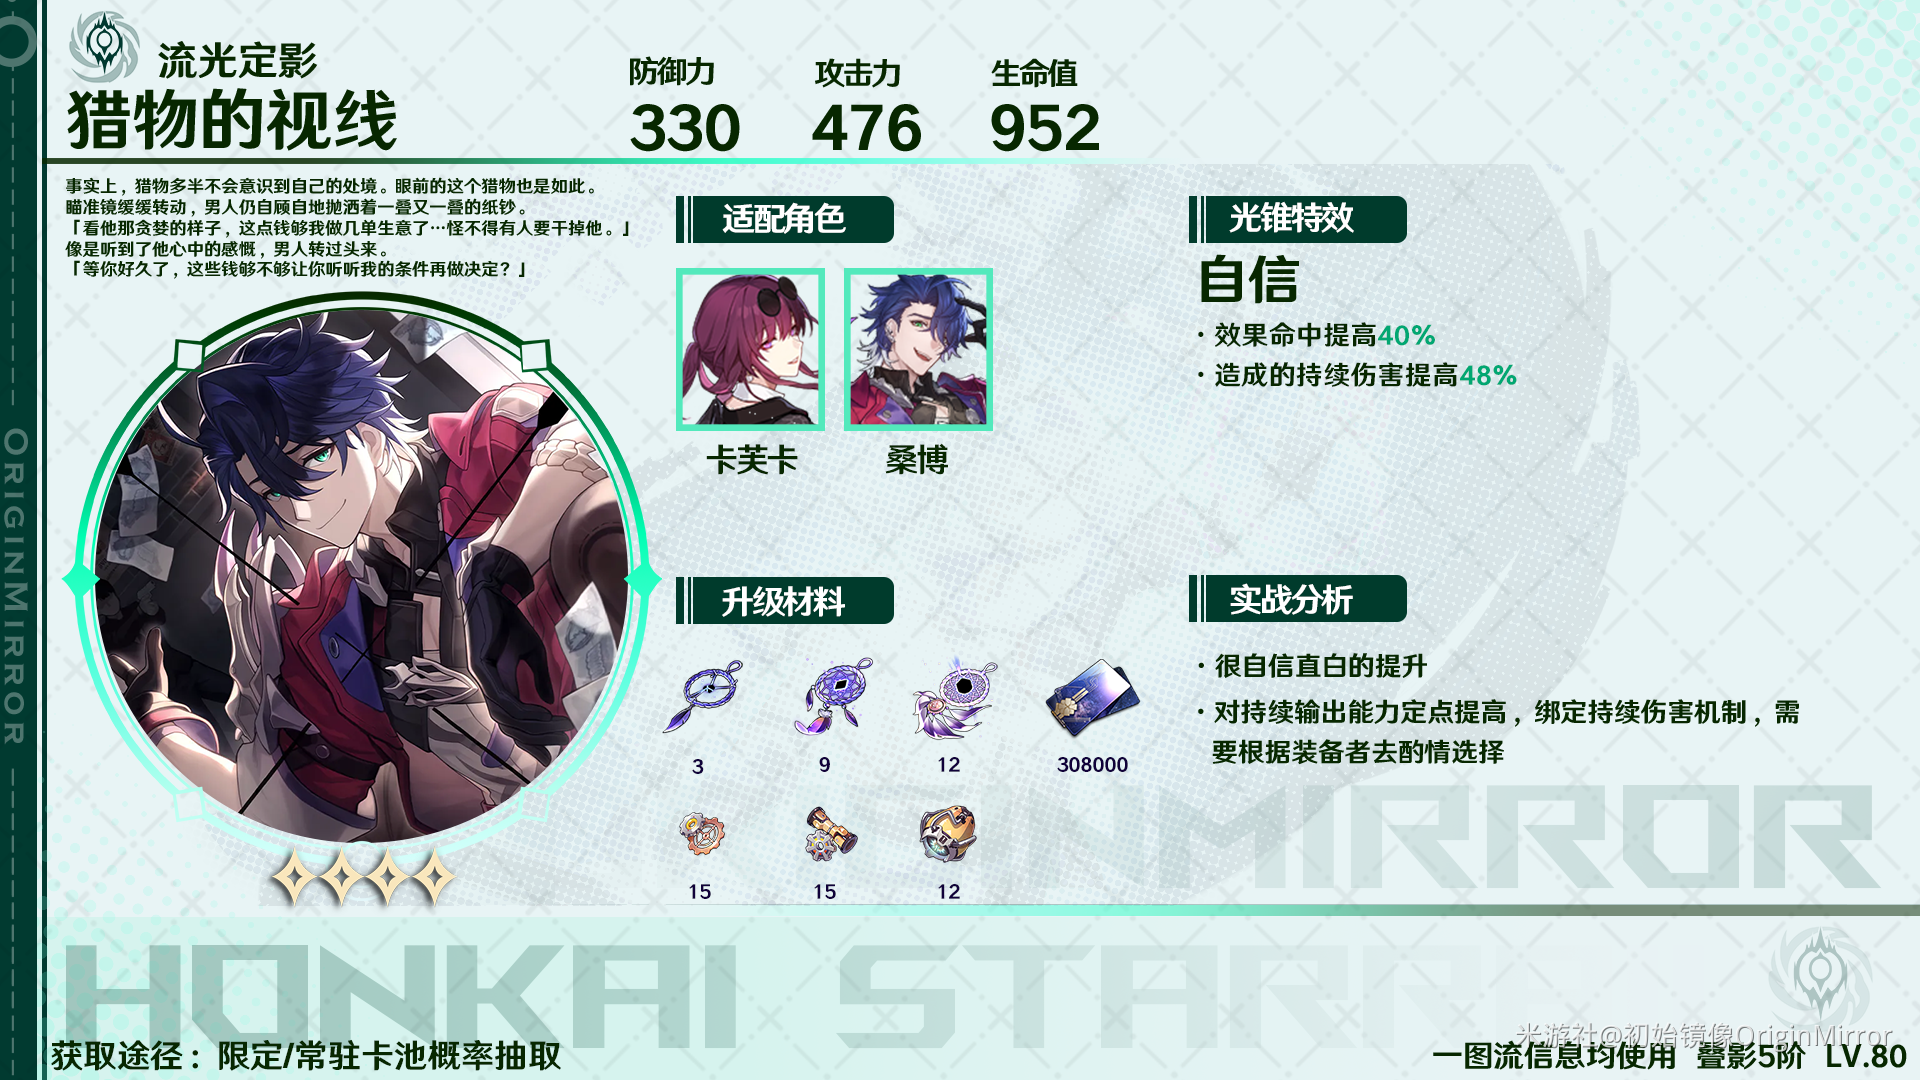 流光定影
猎物的视线
防御力
330
攻击力
476
生命值
952
事实上，猎物多半不会意识到自己的处境。眼前的这个猎物也是如此。
瞄准镜缓缓转动，男人仍自顾自地抛洒着一叠又一叠的纸钞。
「看他那贪婪的样子，这点钱够我做几单生意了…怪不得有人要干掉他。」
像是听到了他心中的感慨，男人转过头来。
「等你好久了，这些钱够不够让你听听我的条件再做决定？」
适配角色
卡芙卡
桑博
光锥特效
自信
·效果命中提高40%
·造成的持续伤害提高48%
升级材料
3
9
12
308000
15
15
12
实战分析
·很自信直白的提升
·对持续输出能力定点提高，绑定持续伤害机制，需
要根据装备者去酌情选择
ORIGINMIRROR
NMIRROR
HONKAI STARRAI
获取途径：限定/常驻卡池概率抽取
米游社@初始镜像OriginMirror
一图流信息均使用 叠影5阶 LV.80